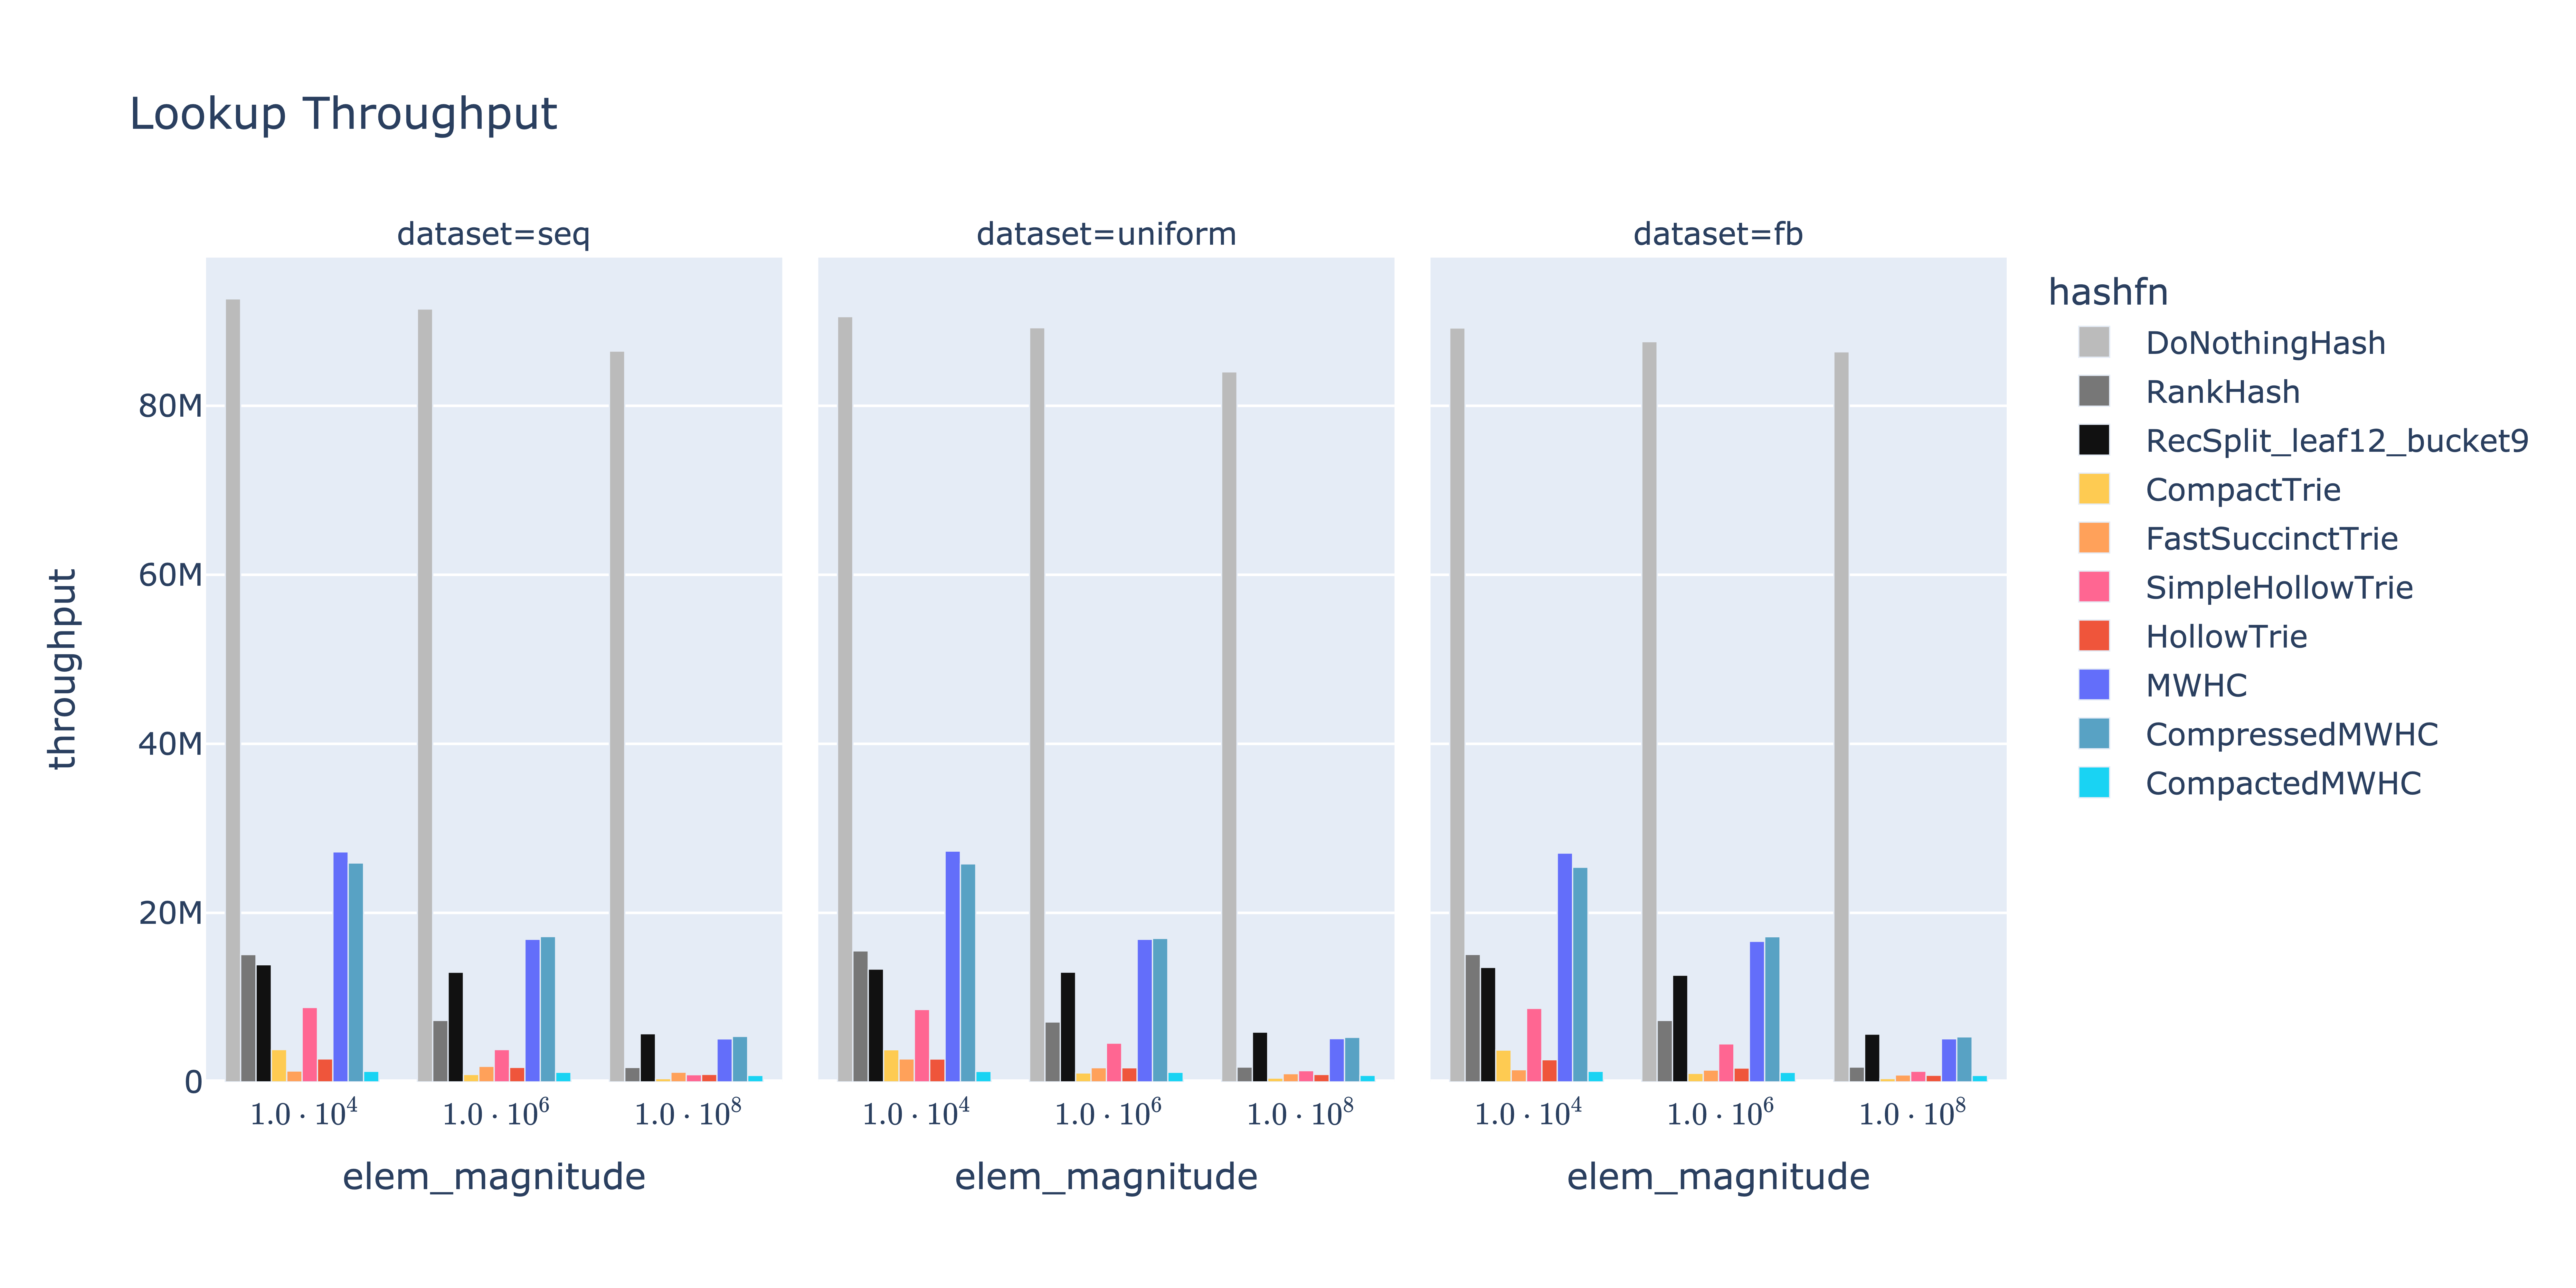 Lookup Throughput
dataset=seq
dataset=uniform
dataset=fb
throughput
80M
60M
40M
20M
0
1.0 · 10⁴
1.0 · 10⁶
1.0 · 10⁸
1.0 · 10⁴
1.0 · 10⁶
1.0 · 10⁸
1.0 · 10⁴
1.0 · 10⁶
1.0 · 10⁸
elem_magnitude
elem_magnitude
elem_magnitude
hashfn
DoNothingHash
RankHash
RecSplit_leaf12_bucket9
CompactTrie
FastSuccinctTrie
SimpleHollowTrie
HollowTrie
MWHC
CompressedMWHC
CompactedMWHC